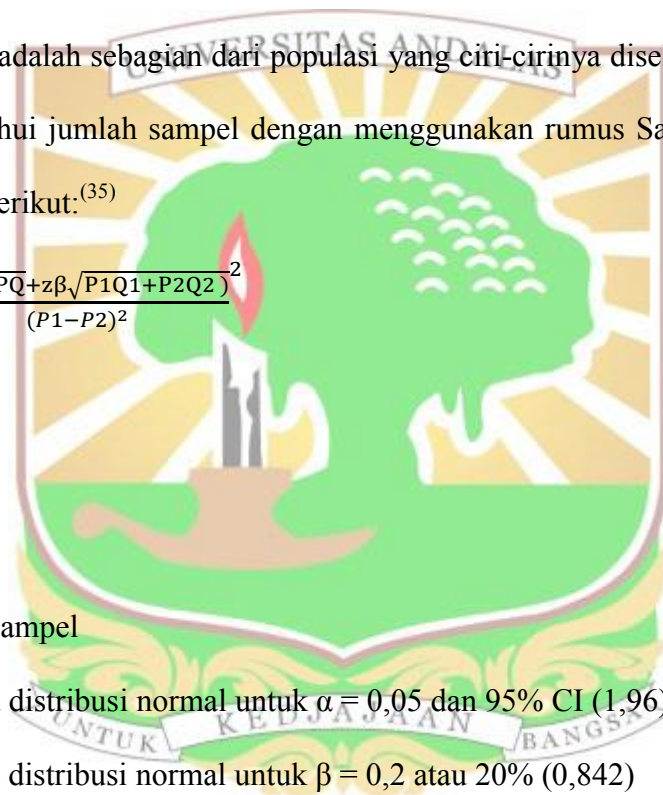 UNIVERSITAS ANDALAS
adalah sebagian dari populasi yang ciri-cirinya dise
hui jumlah sampel dengan menggunakan rumus Sa
erikut:(35)
PQ+zβ√P1Q1+P2Q2 )²
(P1−P2)²
ampel
distribusi normal untuk α = 0,05 dan 95% CI (1,96)
UNTUK KEDJAJAAN BANGSA
distribusi normal untuk β = 0,2 atau 20% (0,842)